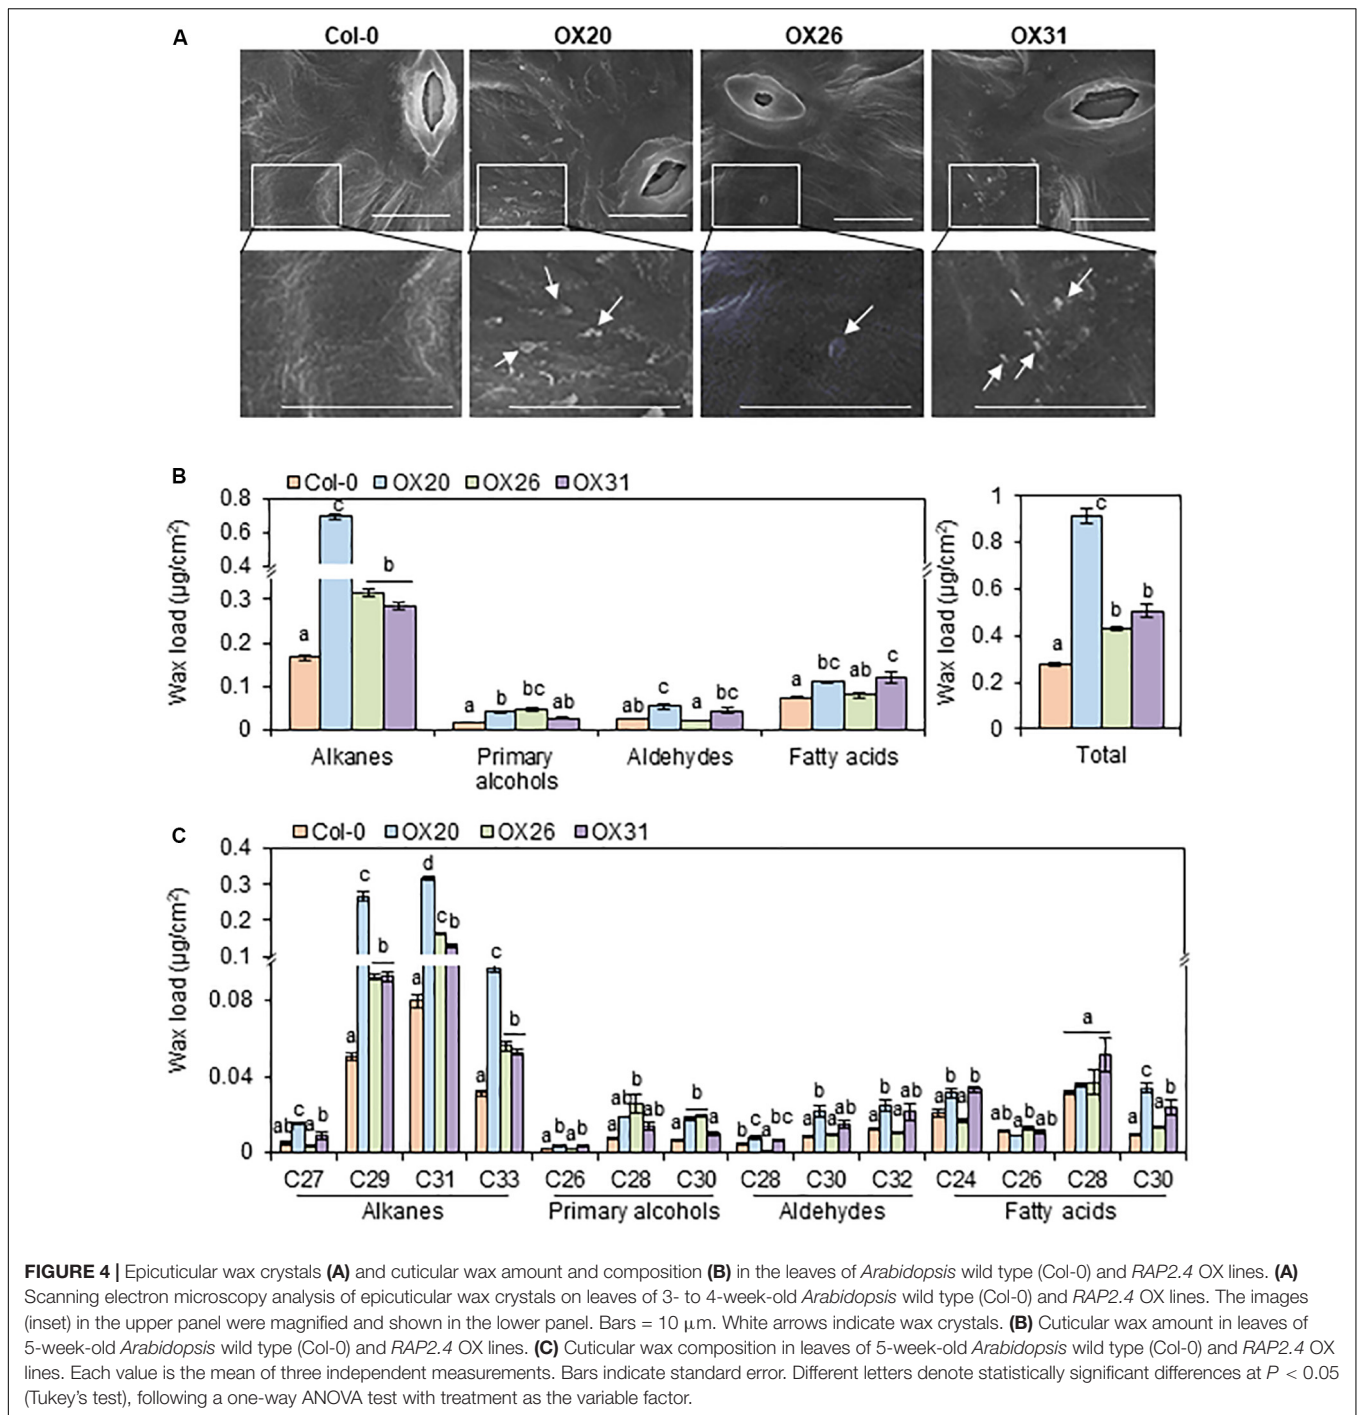 A
Col-0 OX20 OX26 OX31
B
Col-0 OX20 OX26 OX31
Wax load (µg/cm²)
0.8
0.6
0.4
0.3
0.2
0.1
0
a c b
a b bc ab
ab c a bc
a bc ab c
Alkanes Primary alcohols Aldehydes Fatty acids
Wax load (µg/cm²)
1
0.8
0.6
0.4
0.2
0
a c b b
Total
C
Col-0 OX20 OX26 OX31
Wax load (µg/cm²)
0.4
0.3
0.2
0.1
0.08
0.04
0
ab c a b
a c b
a d c b
a c b
a b a b
a ab b ab
a b a
b c a bc
a b a ab
a b a ab
a b a b
ab a b ab
a
a c a b
C27 C29 C31 C33 C26 C28 C30 C28 C30 C32 C24 C26 C28 C30
Alkanes Primary alcohols Aldehydes Fatty acids
FIGURE 4 | Epicuticular wax crystals (A) and cuticular wax amount and composition (B) in the leaves of Arabidopsis wild type (Col-0) and RAP2.4 OX lines. (A)
Scanning electron microscopy analysis of epicuticular wax crystals on leaves of 3- to 4-week-old Arabidopsis wild type (Col-0) and RAP2.4 OX lines. The images
(inset) in the upper panel were magnified and shown in the lower panel. Bars = 10 µm. White arrows indicate wax crystals. (B) Cuticular wax amount in leaves of
5-week-old Arabidopsis wild type (Col-0) and RAP2.4 OX lines. (C) Cuticular wax composition in leaves of 5-week-old Arabidopsis wild type (Col-0) and RAP2.4 OX
lines. Each value is the mean of three independent measurements. Bars indicate standard error. Different letters denote statistically significant differences at P < 0.05
(Tukey's test), following a one-way ANOVA test with treatment as the variable factor.